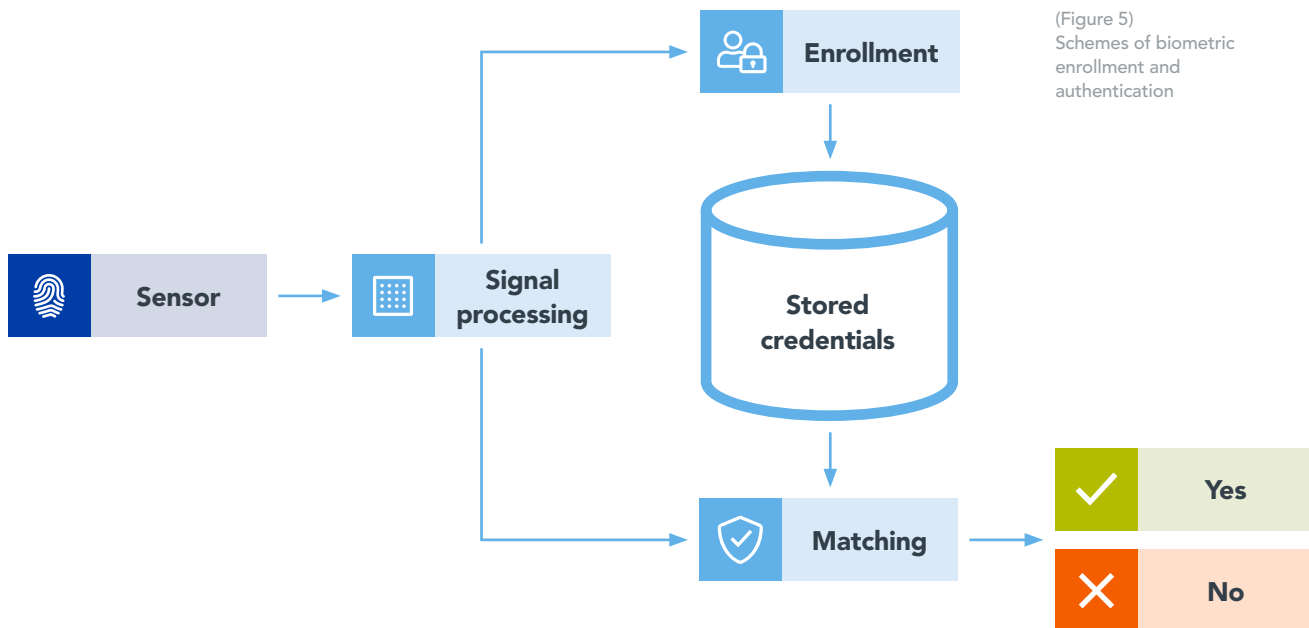 Enrollment
(Figure 5)
Schemes of biometric
enrollment and
authentication
Sensor
Signal
processing
Stored
credentials
Matching
Yes
No